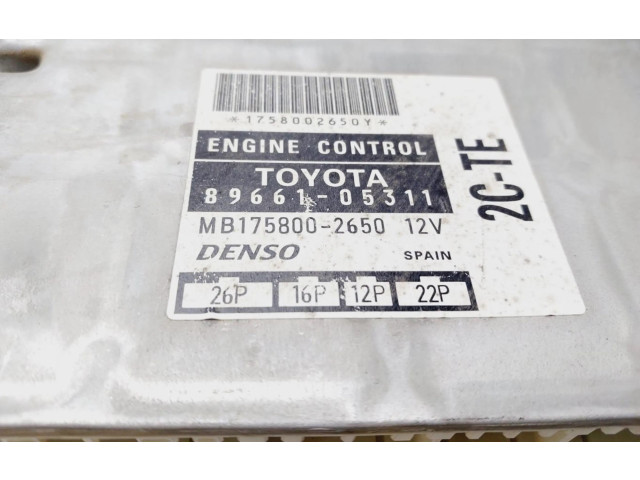 *1758002650Y*
ENGINE CONTROL
TOYOTA
89661-05311
MB175800-2650 12V
DENSO SPAIN
26P 16P 12P 22P
2C-TE